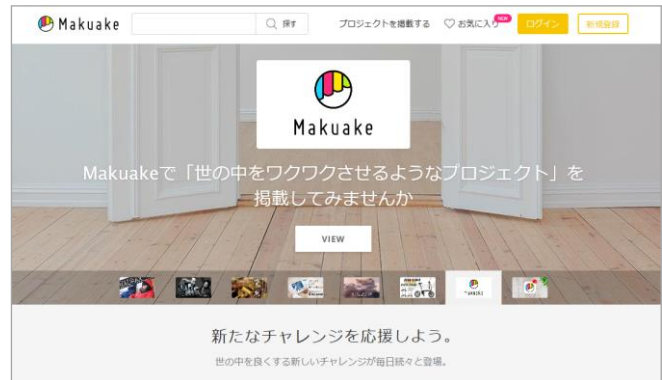 Makuake
探す
プロジェクトを掲載する
お気に入り
NEW
ログイン
新規登録
Makuake
Makuakeで「世の中をワクワクさせるようなプロジェクト」を
掲載してみませんか
VIEW
新たなチャレンジを応援しよう。
世の中を良くする新しいチャレンジが毎日続々と登場。